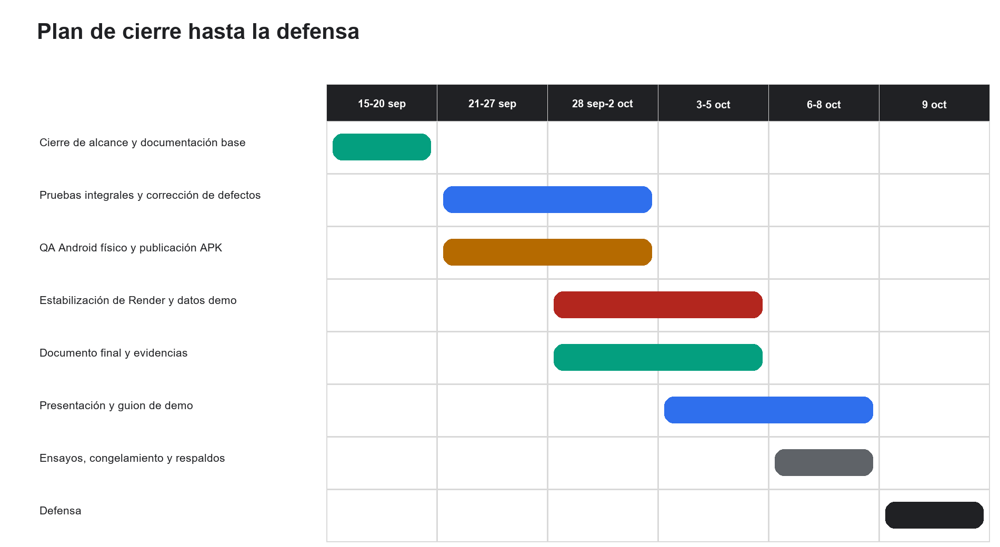 Plan de cierre hasta la defensa
15-20 sep
21-27 sep
28 sep-2 oct
3-5 oct
6-8 oct
9 oct
Cierre de alcance y documentación base
Pruebas integrales y corrección de defectos
QA Android físico y publicación APK
Estabilización de Render y datos demo
Documento final y evidencias
Presentación y guion de demo
Ensayos, congelamiento y respaldos
Defensa